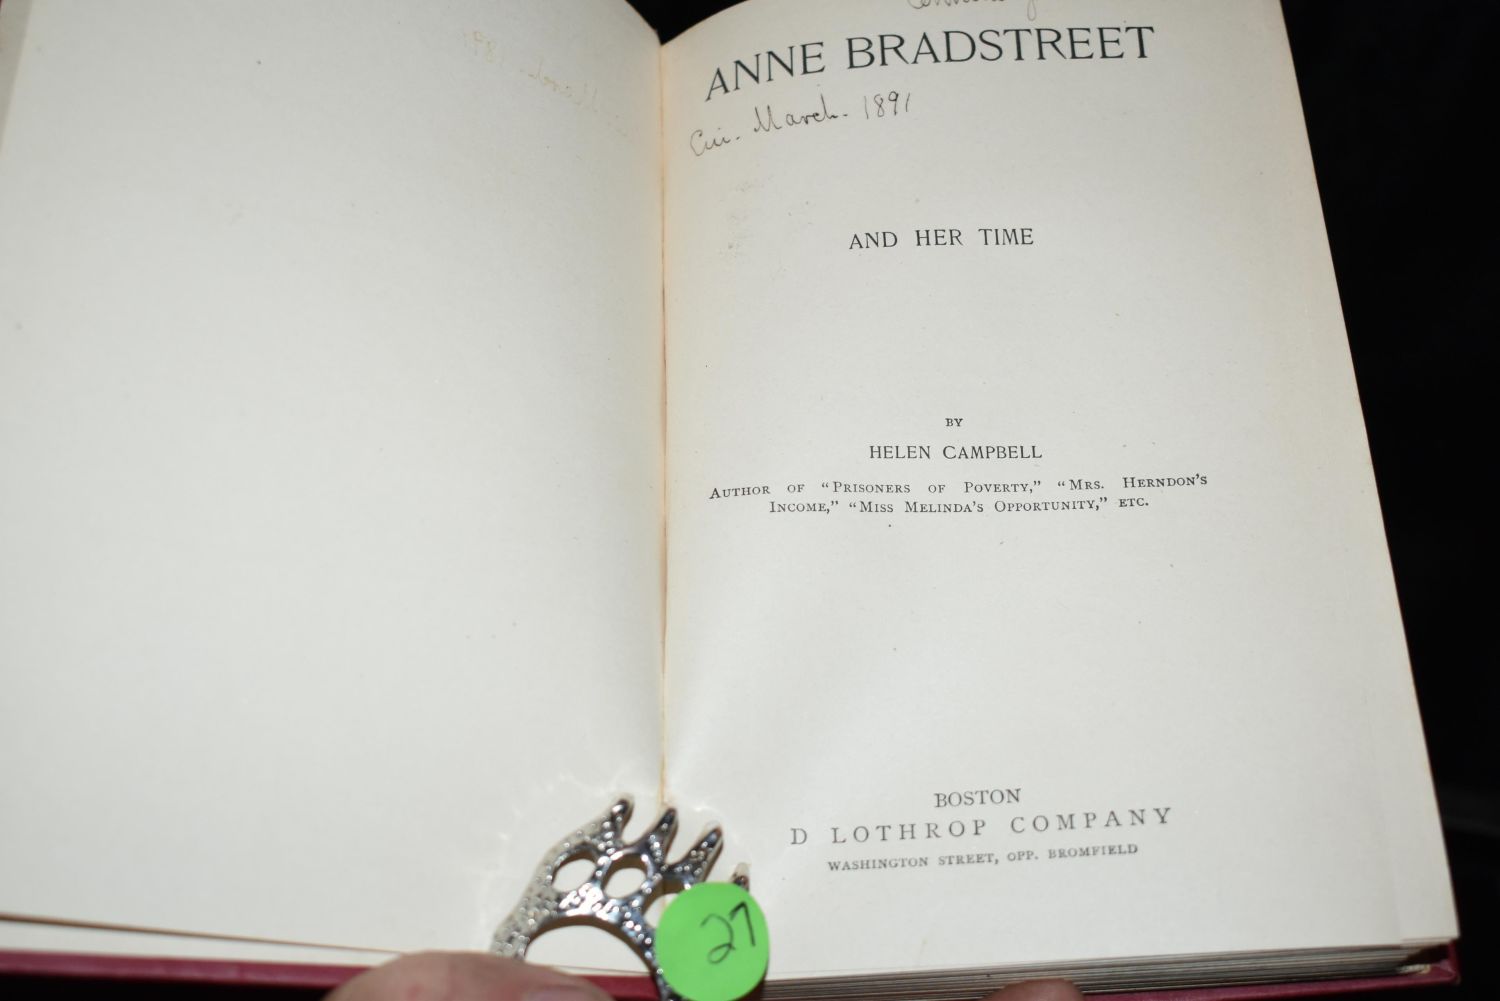 ANNE BRADSTREET
Cin. March. 1891
AND HER TIME
BY
HELEN CAMPBELL
AUTHOR OF "PRISONERS OF POVERTY," "MRS. HERNDON'S
INCOME," "MISS MELINDA'S OPPORTUNITY," ETC.
BOSTON
D LOTHROP COMPANY
WASHINGTON STREET, OPP. BROMFIELD
27